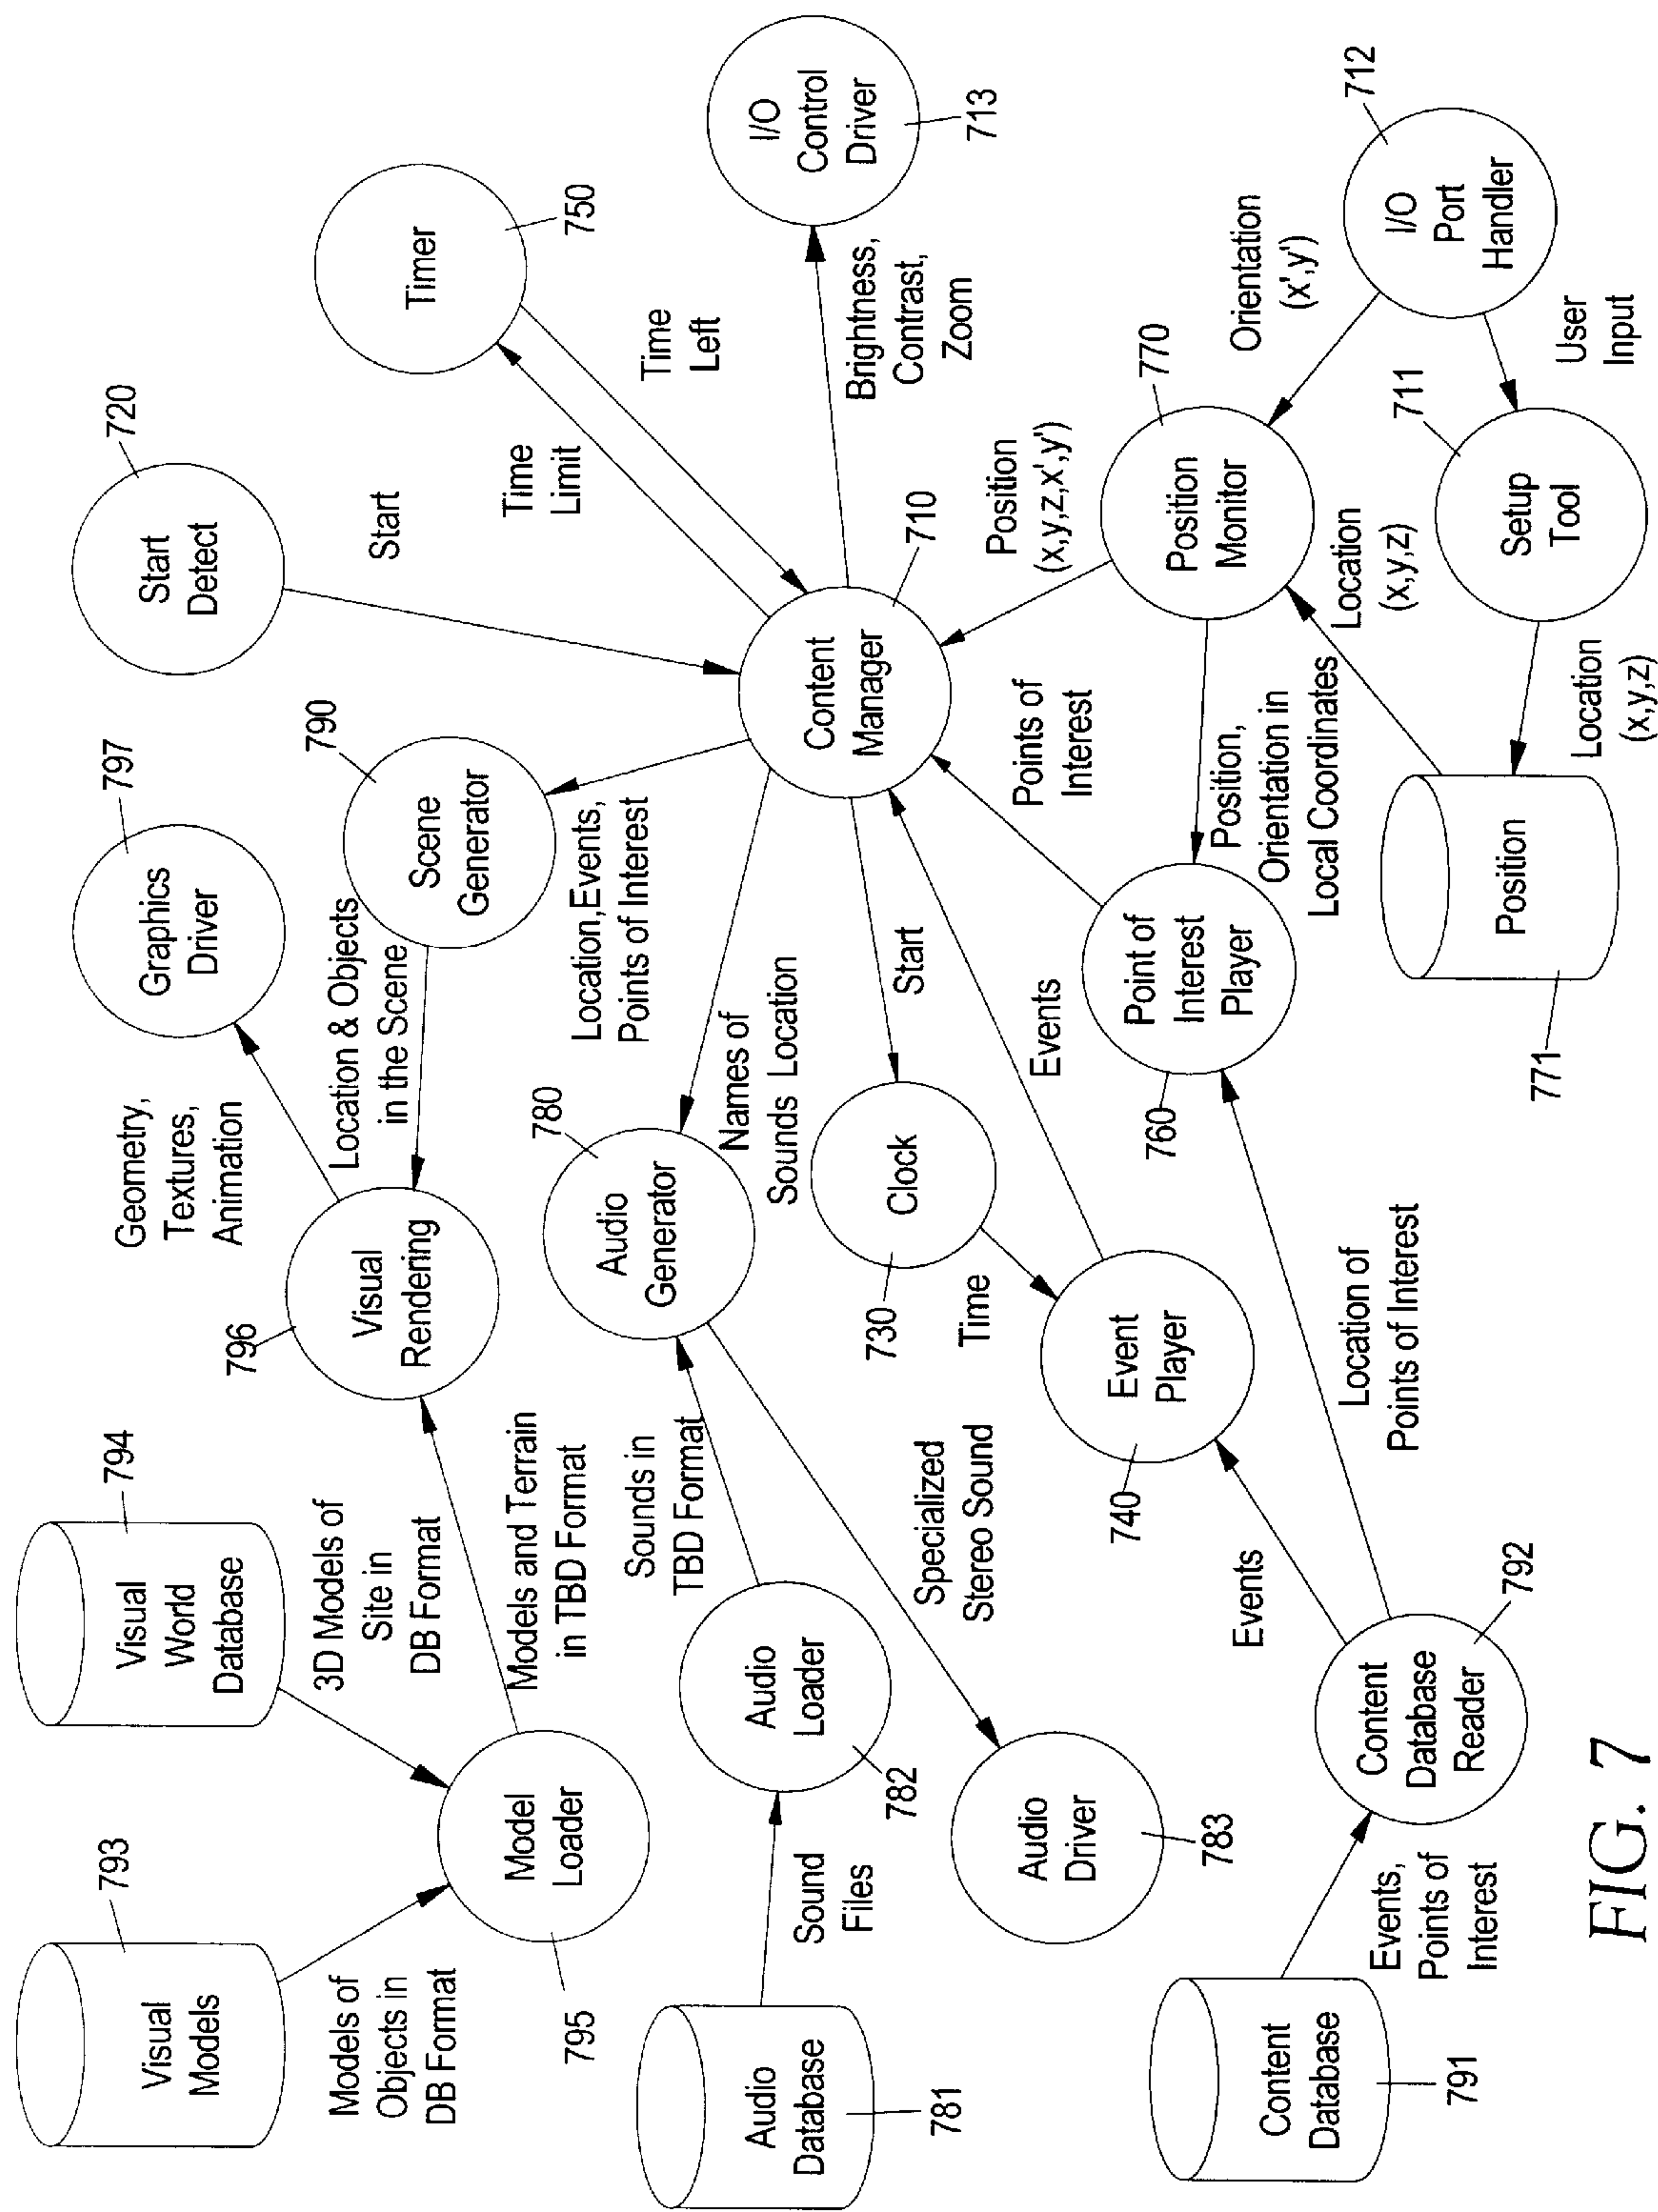 Visual
Models
793
Visual
World
Database
794
Geometry,
Textures,
Animation
Graphics
Driver
797
Start
Detect
720
Models of
Objects in
DB Format
3D Models of
Site in
DB Format
796
Visual
Rendering
Location & Objects
in the Scene
790
Scene
Generator
Start
Timer
750
795
Model
Loader
Models and Terrain
in TBD Format
780
Audio
Generator
Location,Events,
Points of Interest
Time
Limit
Time
Left
Audio
Database
781
Sound
Files
Audio
Loader
782
Sounds in
TBD Format
Names of
Sounds Location
Content
Manager
710
Brightness,
Contrast,
Zoom
I/O
Control
Driver
713
Audio
Driver
783
Specialized
Stereo Sound
730
Clock
Start
Time
Events
Points of
Interest
Position
(x,y,z,x',y')
740
Event
Player
760
Point of
Interest
Player
Position,
Orientation in
Local Coordinates
Position
Monitor
770
Orientation
(x',y')
712
I/O
Port
Handler
Content
Database
791
Events,
Points of
Interest
Content
Database
Reader
792
Events
Location of
Points of Interest
Location
(x,y,z)
711
Setup
Tool
User
Input
771
Position
Location
(x,y,z)
FIG. 7